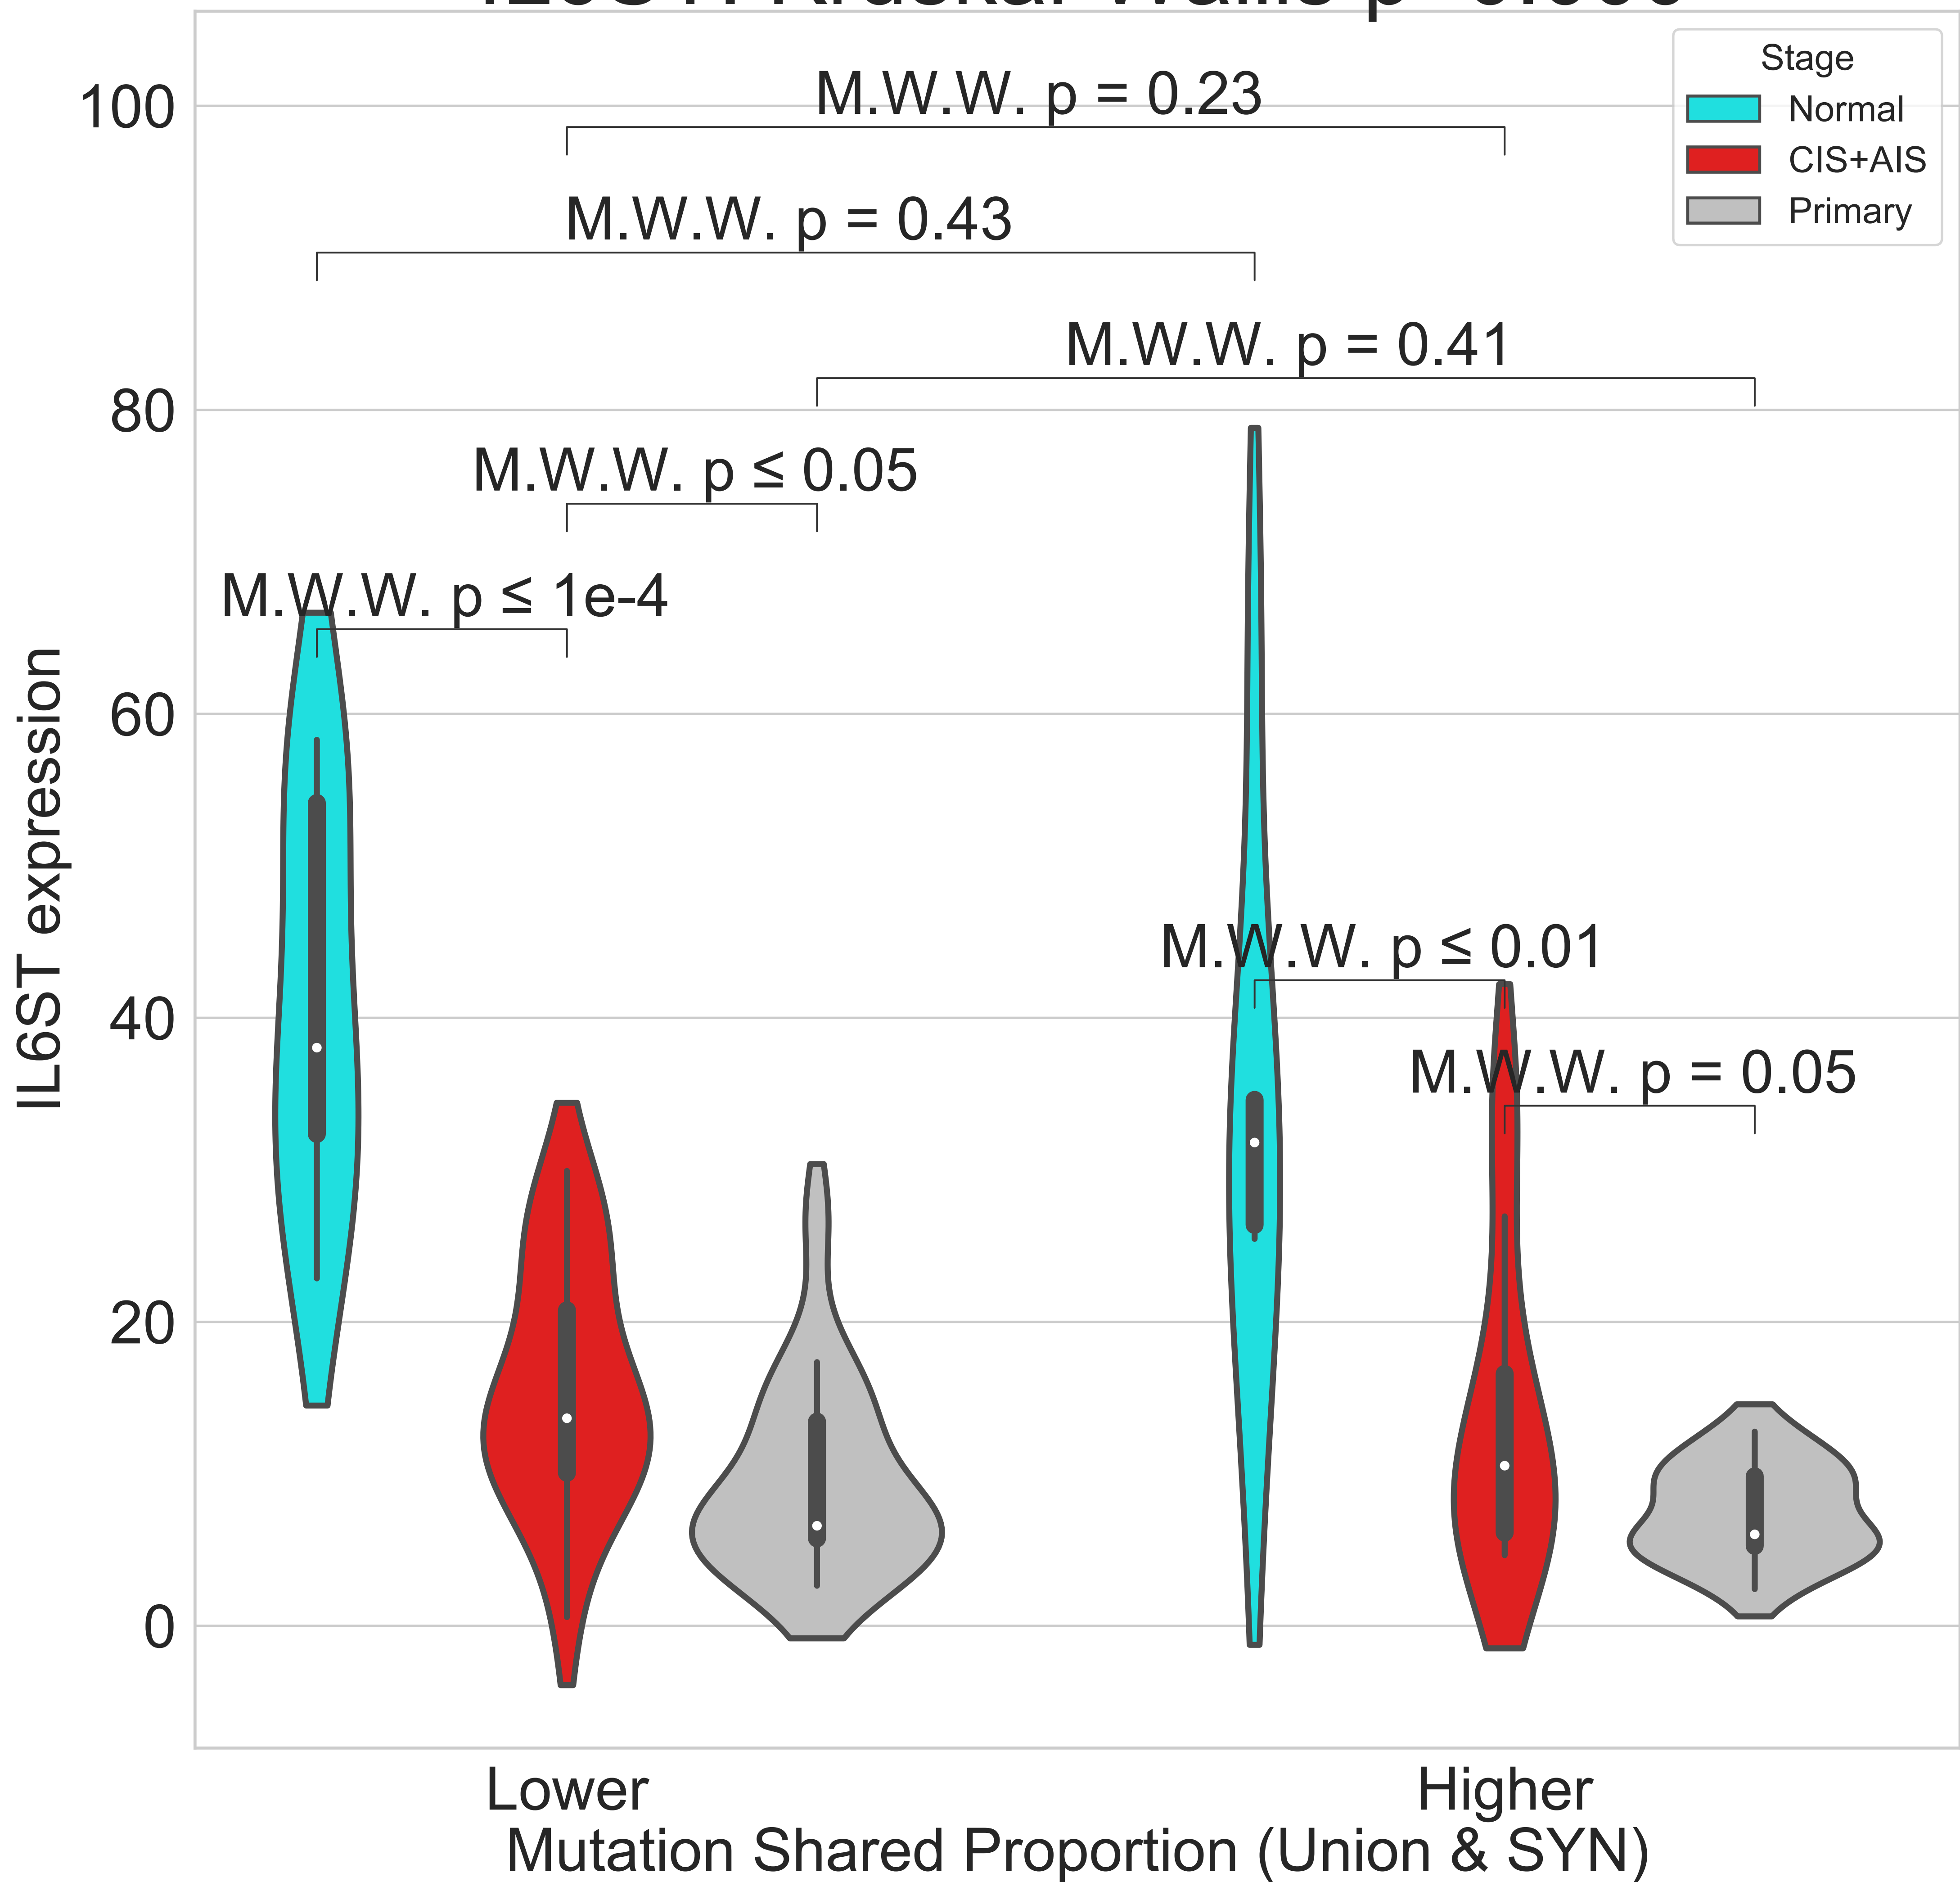 100
80
60
40
20
0
IL6ST expression
M.W.W. p = 0.23
M.W.W. p = 0.43
M.W.W. p = 0.41
M.W.W. p ≤ 0.05
M.W.W. p ≤ 1e-4
M.W.W. p ≤ 0.01
M.W.W. p = 0.05
Stage
Normal
CIS+AIS
Primary
Lower
Higher
Mutation Shared Proportion (Union & SYN)